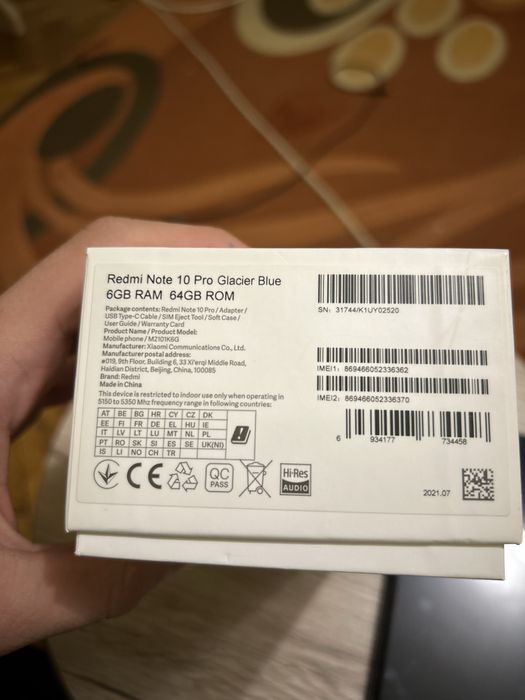 Redmi Note 10 Pro Glacier Blue
6GB RAM 64GB ROM
Package contents: Redmi Note 10 Pro / Adapter /
USB Type-C Cable / SIM Eject Tool / Soft Case /
User Guide / Warranty Card
Product Name / Product Model:
Mobile phone / M2101K6G
Manufacturer: Xiaomi Communications Co., Ltd.
Manufacturer postal address:
#019, 9th Floor, Building 6, 33 Xi'erqi Middle Road,
Haidian District, Beijing, China, 100085
Brand: Redmi
Made in China
This device is restricted to indoor use only when operating in
5150 to 5350 Mhz frequency range in following countries:
AT BE BG HR CY CZ DK
EE FI FR DE EL HU IE
IT LV LT LU MT NL PL
PT RO SK SI ES SE UK(NI)
IS LI NO CH TR
CE
QC
PASS
Hi-Res
AUDIO
SN: 31744/K1UY02520
IMEI1: 869466052336362
IMEI2: 869466052336370
6 934177 734458
2021.07